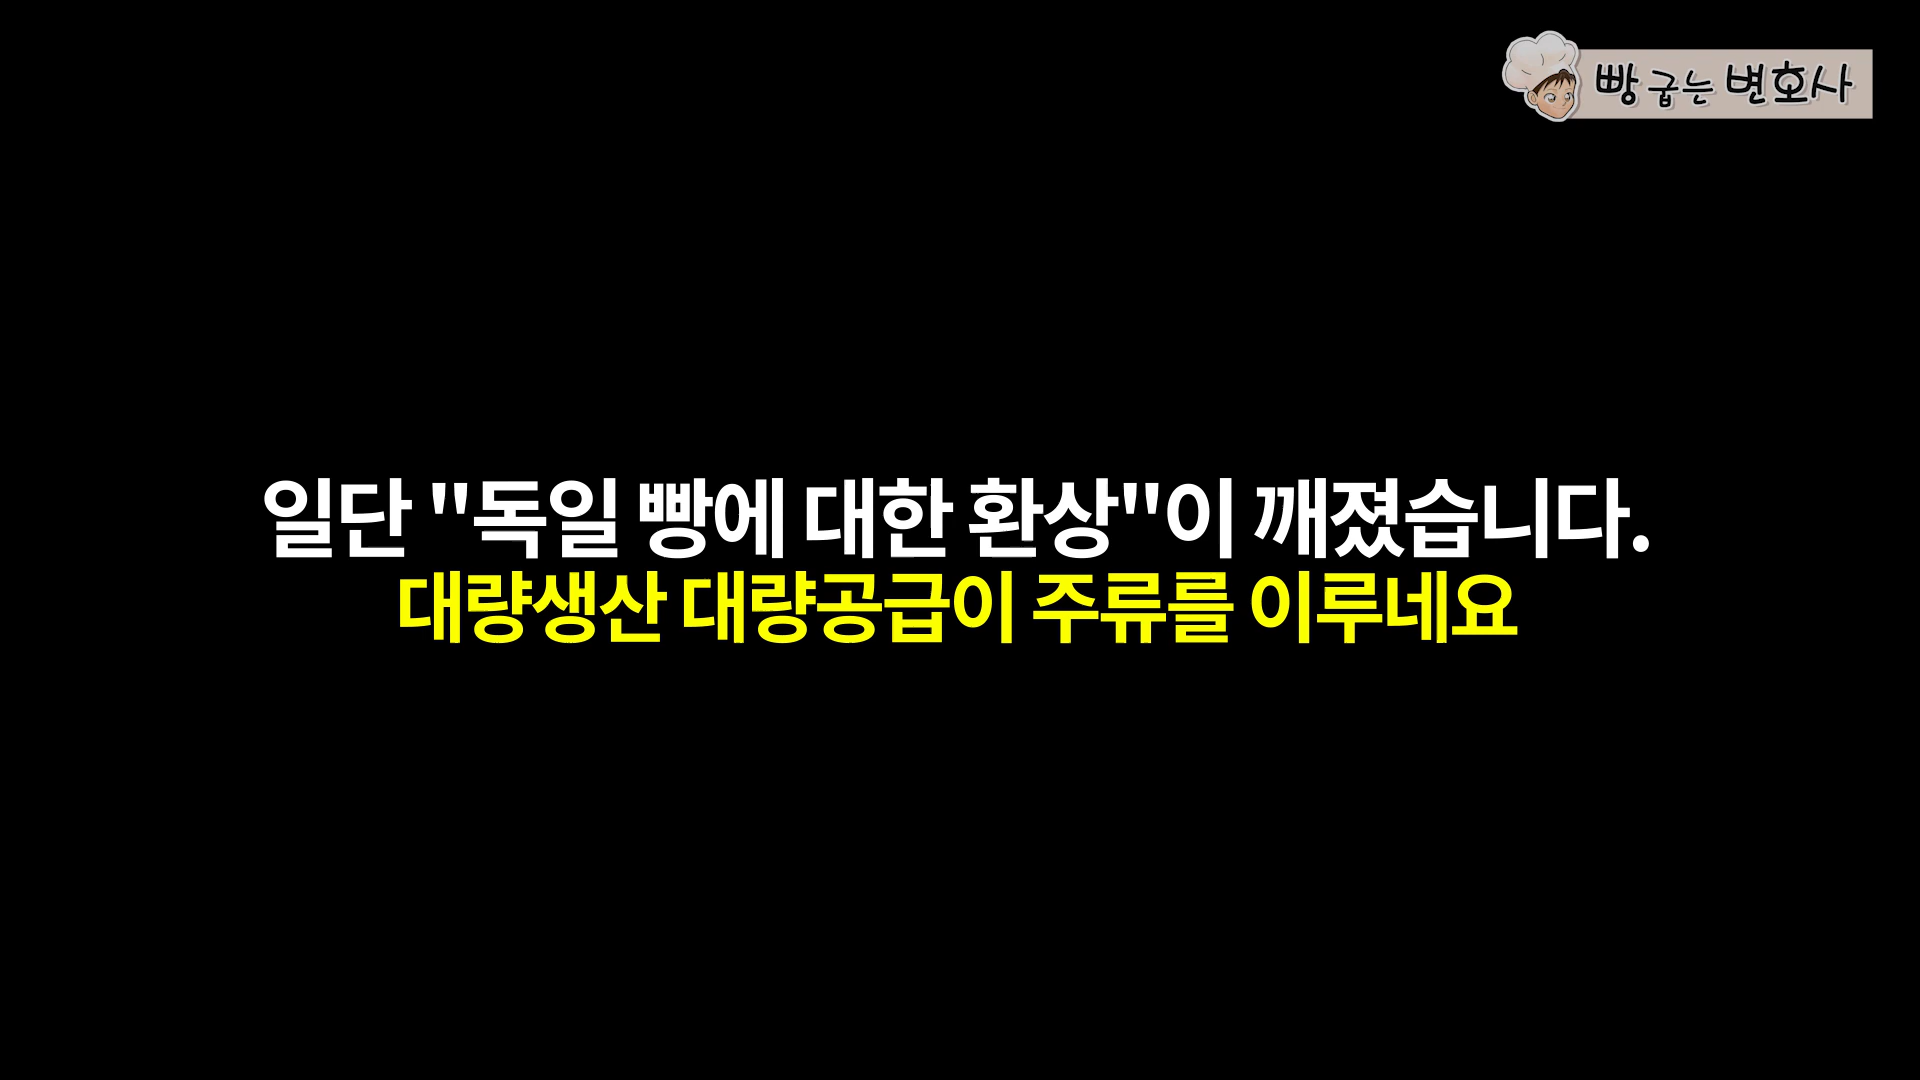 빵 굽는 변호사
일단 "독일 빵에 대한 환상"이 깨졌습니다.
대량생산 대량공급이 주류를 이루네요